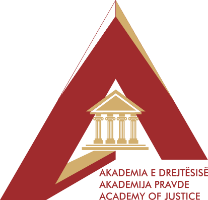 AKADEMIA E DREJTËSISË
AKADEMIJA PRAVDE
ACADEMY OF JUSTICE